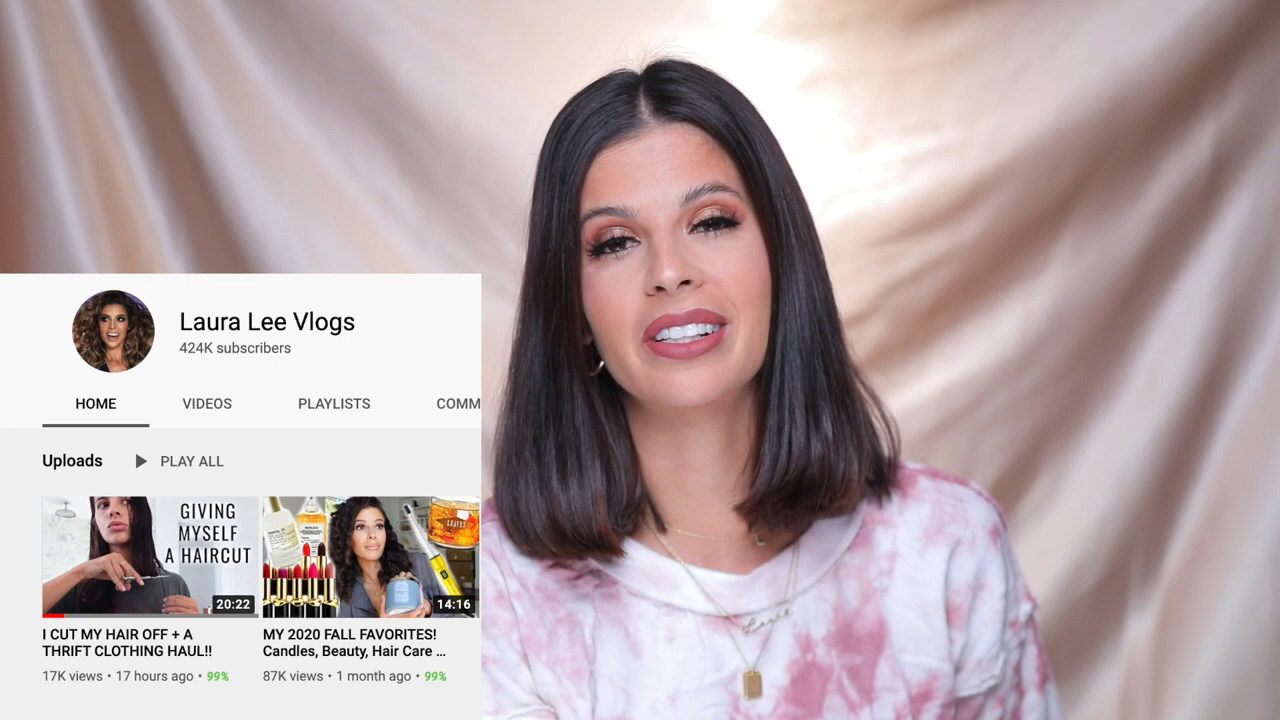 Laura Lee Vlogs
424K subscribers
HOME VIDEOS PLAYLISTS COMM
Uploads PLAY ALL
GIVING
MYSELF
A HAIRCUT
20:22
LEAVES
14:16
I CUT MY HAIR OFF + A
THRIFT CLOTHING HAUL!!
17K views • 17 hours ago • 99%
MY 2020 FALL FAVORITES!
Candles, Beauty, Hair Care ...
87K views • 1 month ago • 99%